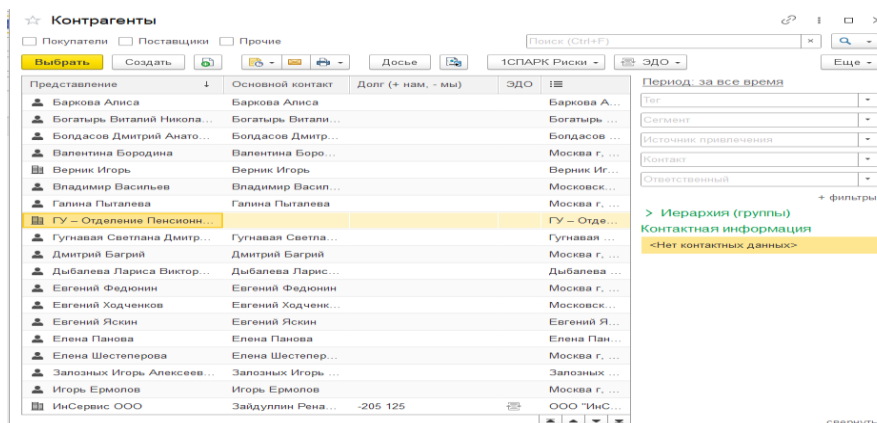 Контрагенты
Покупатели Поставщики Прочие Поиск (Ctrl+F)
Выбрать Создать Досье 1СПАРК Риски ЭДО Еще
Представление ↓ Основной контакт Долг (+ нам, - мы) ЭДО
Баркова Алиса Баркова Алиса Баркова А...
Богатырь Виталий Никола... Богатырь Витали... Богатырь ...
Болдасов Дмитрий Анато... Болдасов Дмитр... Болдасов ...
Валентина Бородина Валентина Боро... Москва г, ...
Верник Игорь Верник Игорь Верник Иг...
Владимир Васильев Владимир Васил... Московск...
Галина Пыталева Галина Пыталева Москва г, ...
ГУ – Отделение Пенсионн... ГУ – Отде...
Гугнавая Светлана Дмитр... Гугнавая Светла... Гугнавая ...
Дмитрий Багрий Дмитрий Багрий Москва г, ...
Дыбалева Лариса Виктор... Дыбалева Ларис... Дыбалева ...
Евгений Федюнин Евгений Федюнин Москва г, ...
Евгений Ходченков Евгений Ходченк... Московск...
Евгений Яскин Евгений Яскин Евгений Я...
Елена Панова Елена Панова Елена Пан...
Елена Шестеперова Елена Шестепер... Москва г, ...
Запозных Игорь Алексеев... Запозных Игорь ... Запозных ...
Игорь Ермолов Игорь Ермолов Москва г, ...
ИнСервис ООО Зайдуллин Рена... -205 125 ООО "ИнС...
Период: за все время
Тег
Сегмент
Источник привлечения
Контакт
Ответственный
+ фильтры
> Иерархия (группы)
Контактная информация
<Нет контактных данных>
свернуть